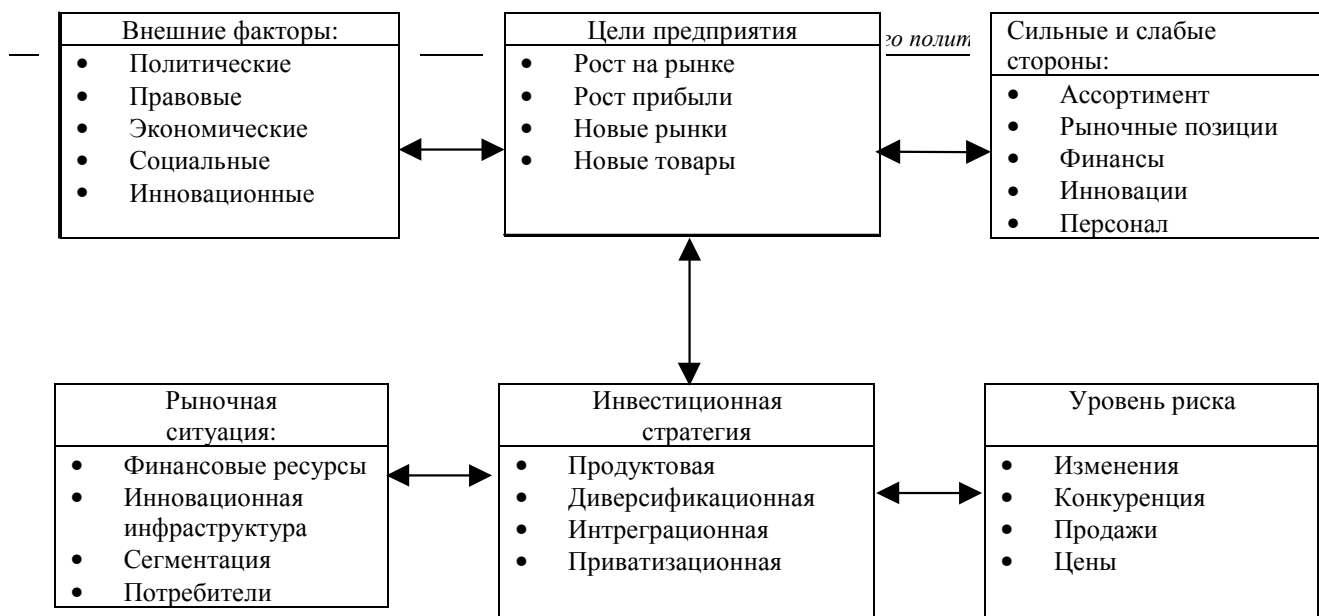 Внешние факторы:
• Политические
• Правовые
• Экономические
• Социальные
• Инновационные
Цели предприятия
• Рост на рынке
• Рост прибыли
• Новые рынки
• Новые товары
полит
Сильные и слабые
стороны:
• Ассортимент
• Рыночные позиции
• Финансы
• Инновации
• Персонал
Рыночная
ситуация:
• Финансовые ресурсы
• Инновационная
инфраструктура
• Сегментация
• Потребители
Инвестиционная
стратегия
• Продуктовая
• Диверсификационная
• Интреграционная
• Приватизационная
Уровень риска
• Изменения
• Конкуренция
• Продажи
• Цены